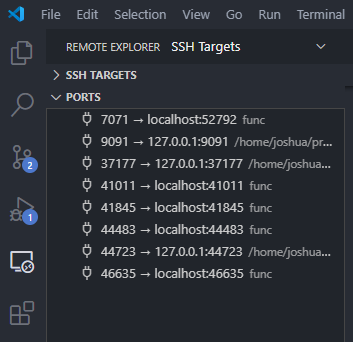 File Edit Selection View Go Run Terminal
REMOTE EXPLORER SSH Targets
SSH TARGETS
PORTS
7071 → localhost:52792 func
9091 → 127.0.0.1:9091 /home/joshua/pr...
37177 → 127.0.0.1:37177 /home/joshua...
41011 → localhost:41011 func
41845 → localhost:41845 func
2
44483 → localhost:44483 func
1
44723 → 127.0.0.1:44723 /home/joshua...
46635 → localhost:46635 func